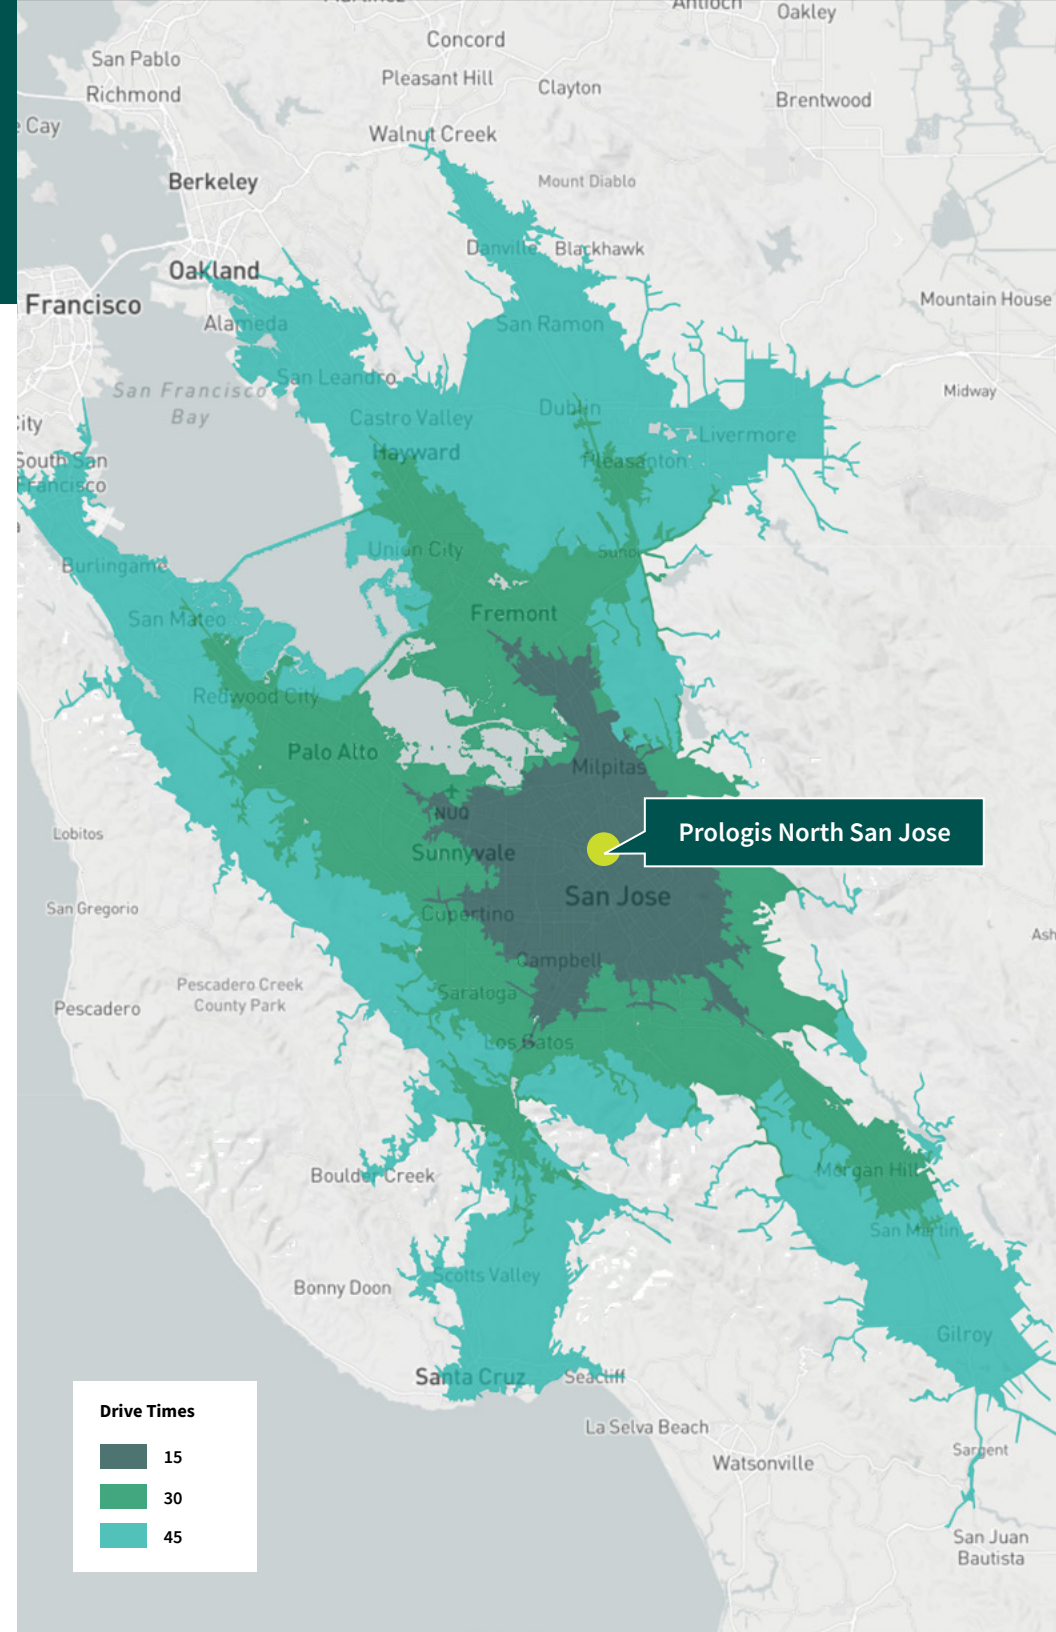 Antioch
Oakley
Concord
San Pablo
Pleasant Hill
Clayton
Richmond
Brentwood
Cay
Walnut Creek
Berkeley
Mount Diablo
Danville
Blackhawk
Oakland
Mountain House
Francisco
Alameda
San Ramon
San Leandro
San Francisco
Bay
Midway
Dublin
Castro Valley
City
Livermore
Hayward
South San
Francisco
Pleasanton
Union City
Sunol
Burlingame
Fremont
San Mateo
Redwood City
Palo Alto
Milpitas
NUQ
Prologis North San Jose
Lobitos
Sunnyvale
San Jose
San Gregorio
Cupertino
Ash
Campbell
Pescadero Creek
County Park
Saratoga
Pescadero
Los Gatos
Boulder Creek
Morgan Hill
San Martin
Scotts Valley
Bonny Doon
Gilroy
Santa Cruz
Seacliff
La Selva Beach
Sargent
Watsonville
San Juan
Bautista
Drive Times
15
30
45